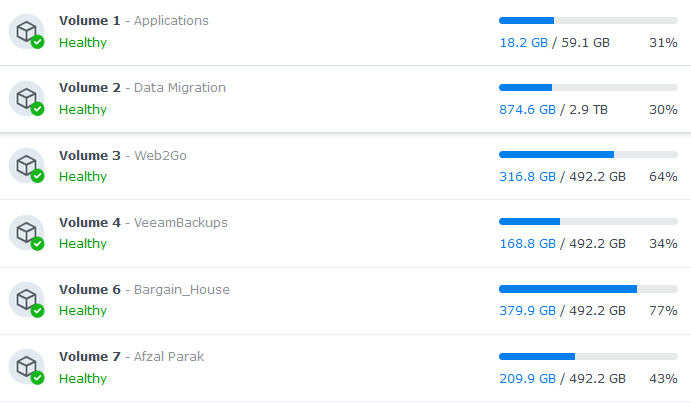 Volume 1 - Applications
Healthy
18.2 GB / 59.1 GB 31%
Volume 2 - Data Migration
Healthy
874.6 GB / 2.9 TB 30%
Volume 3 - Web2Go
Healthy
316.8 GB / 492.2 GB 64%
Volume 4 - VeeamBackups
Healthy
168.8 GB / 492.2 GB 34%
Volume 6 - Bargain_House
Healthy
379.9 GB / 492.2 GB 77%
Volume 7 - Afzal Parak
Healthy
209.9 GB / 492.2 GB 43%